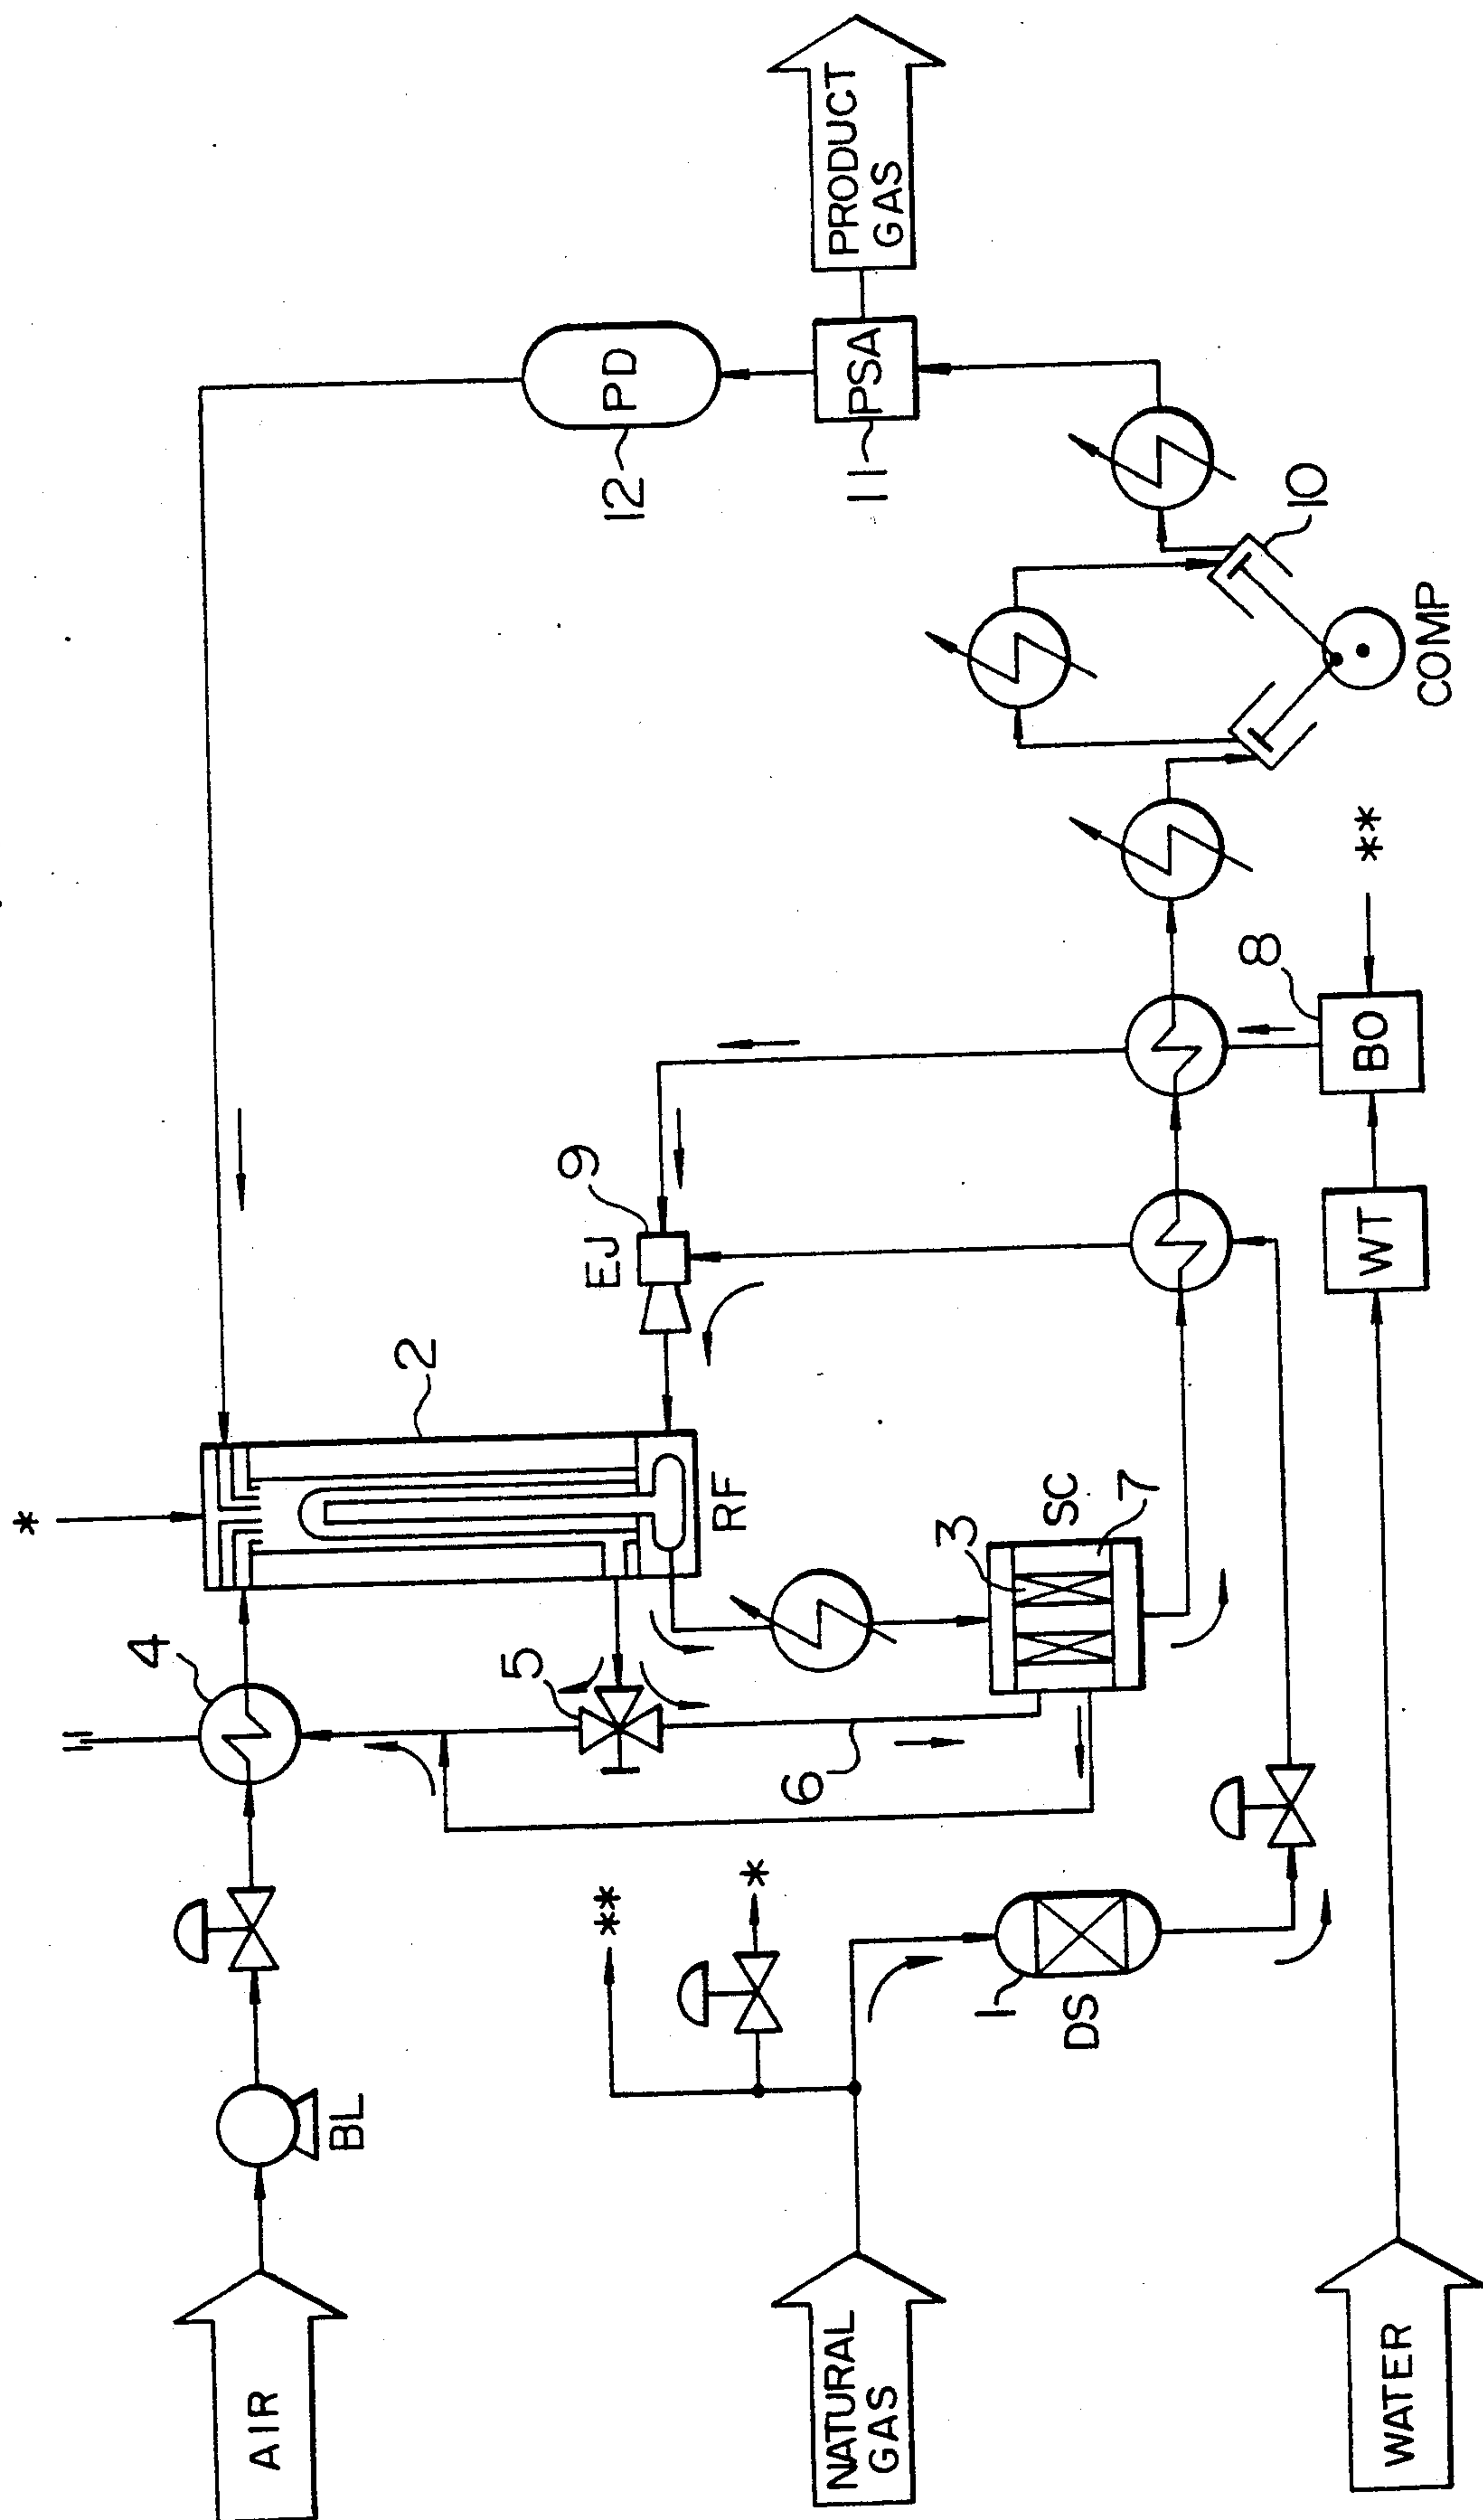 AIR
BL
4
*
2
5
6
RF
EJ
9
12
PD
NATURAL
GAS
**
*
1
DS
3
SC
7
11
PSA
PRODUCT
GAS
WATER
WT
BO
8
**
COMP
10